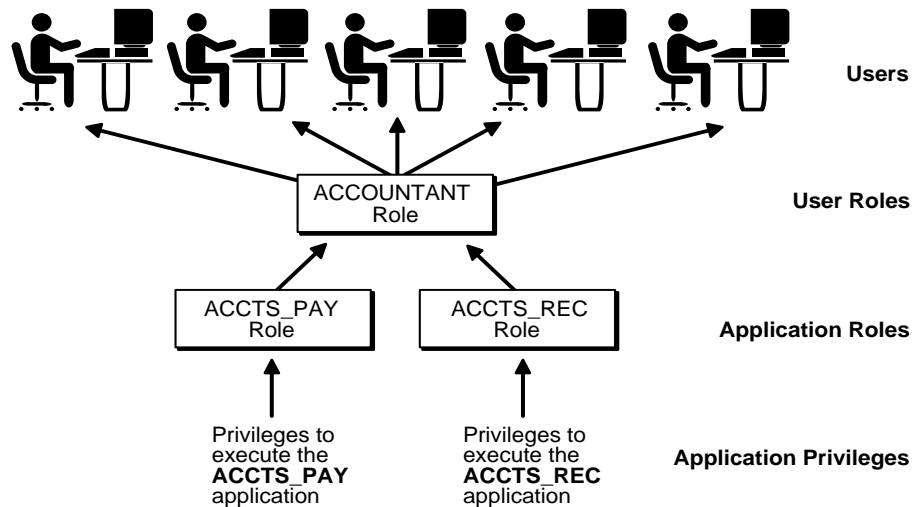 Users
ACCOUNTANT
Role
User Roles
ACCTS_PAY
Role
ACCTS_REC
Role
Application Roles
Privileges to
execute the
ACCTS_PAY
application
Privileges to
execute the
ACCTS_REC
application
Application Privileges